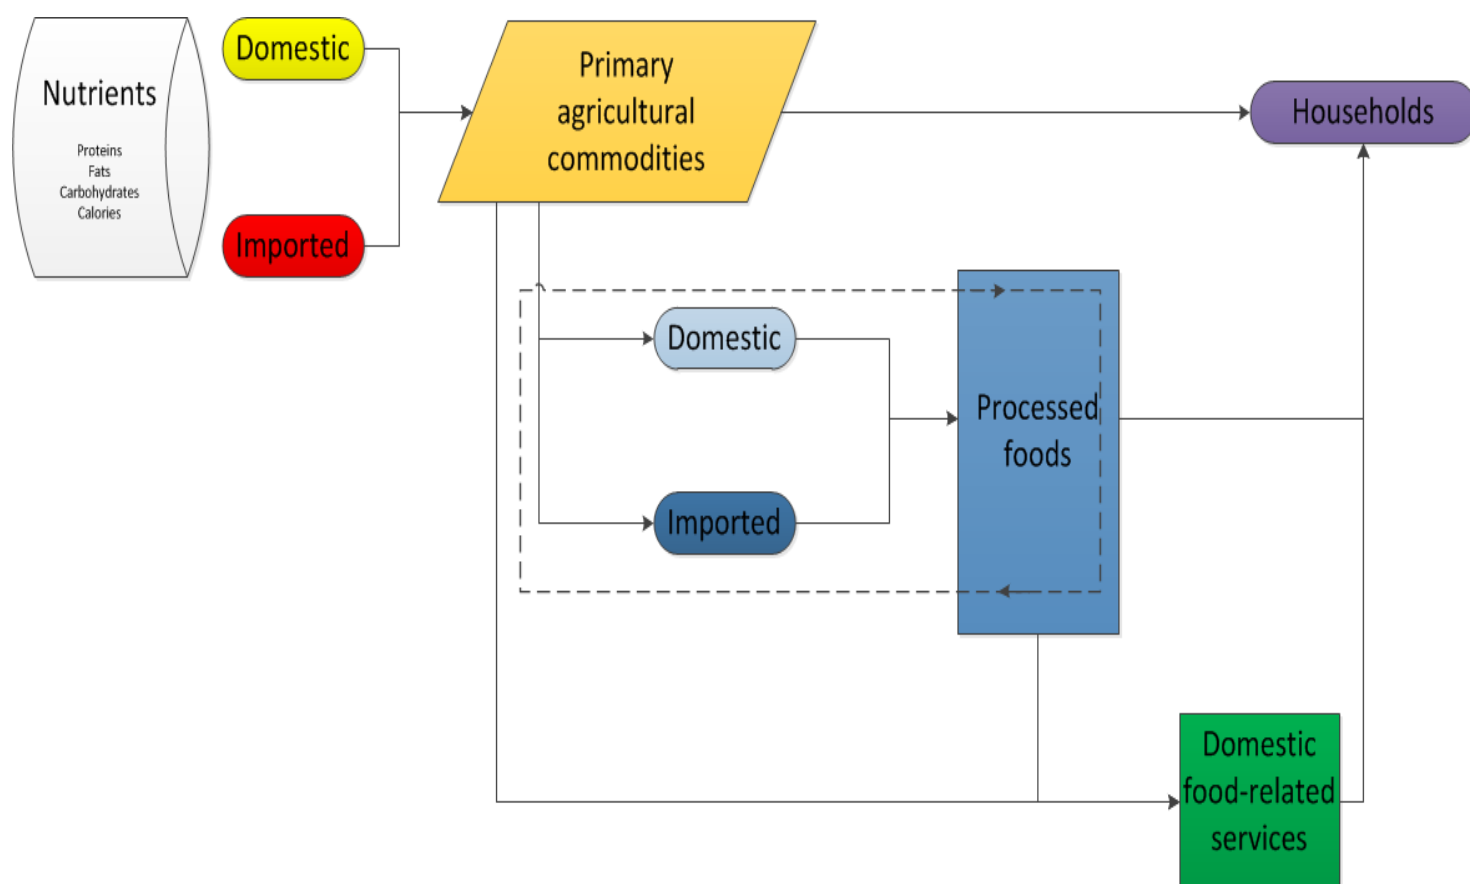 Nutrients
Proteins
Fats
Carbohydrates
Calories
Domestic
Imported
Primary
agricultural
commodities
Households
Domestic
Imported
Processed
foods
Domestic
food-related
services